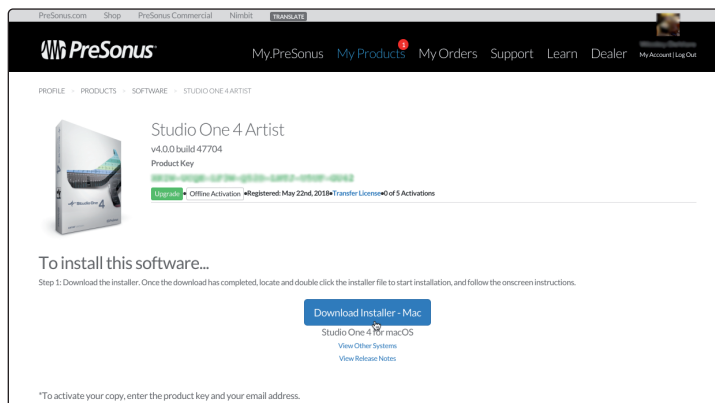 PreSonus.com Shop PreSonus Commercial Nimbit TRANSLATE
PreSonus My.PreSonus My Products 1 My Orders Support Learn Dealer My Account | Log Out
PROFILE PRODUCTS SOFTWARE STUDIO ONE 4 ARTIST
Studio One 4 Artist
v4.0.0 build 47704
Product Key
Upgrade • Offline Activation •Registered: May 22nd, 2018•Transfer License•0 of 5 Activations
Studio One 4
To install this software...
Step 1: Download the installer. Once the download has completed, locate and double click the installer file to start installation, and follow the onscreen instructions.
Download Installer - Mac
Studio One 4 for macOS
View Other Systems
View Release Notes
*To activate your copy, enter the product key and your email address.